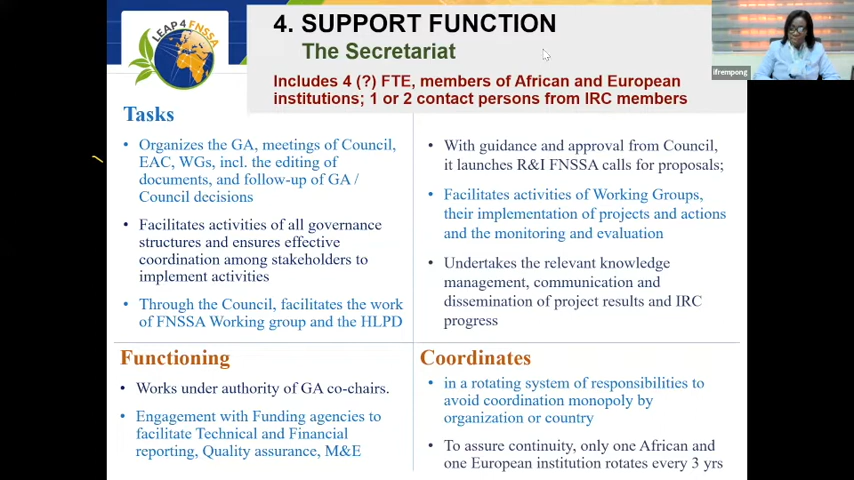 LEAP 4 FNSSA
4. SUPPORT FUNCTION
The Secretariat
Includes 4 (?) FTE, members of African and European
institutions; 1 or 2 contact persons from IRC members
ifrempong
Tasks
• Organizes the GA, meetings of Council,
EAC, WGs, incl. the editing of
documents, and follow-up of GA /
Council decisions
• Facilitates activities of all governance
structures and ensures effective
coordination among stakeholders to
implement activities
• Through the Council, facilitates the work
of FNSSA Working group and the HLPD
• With guidance and approval from Council,
it launches R&I FNSSA calls for proposals;
• Facilitates activities of Working Groups,
their implementation of projects and actions
and the monitoring and evaluation
• Undertakes the relevant knowledge
management, communication and
dissemination of project results and IRC
progress
Functioning
• Works under authority of GA co-chairs.
• Engagement with Funding agencies to
facilitate Technical and Financial
reporting, Quality assurance, M&E
Coordinates
• in a rotating system of responsibilities to
avoid coordination monopoly by
organization or country
• To assure continuity, only one African and
one European institution rotates every 3 yrs